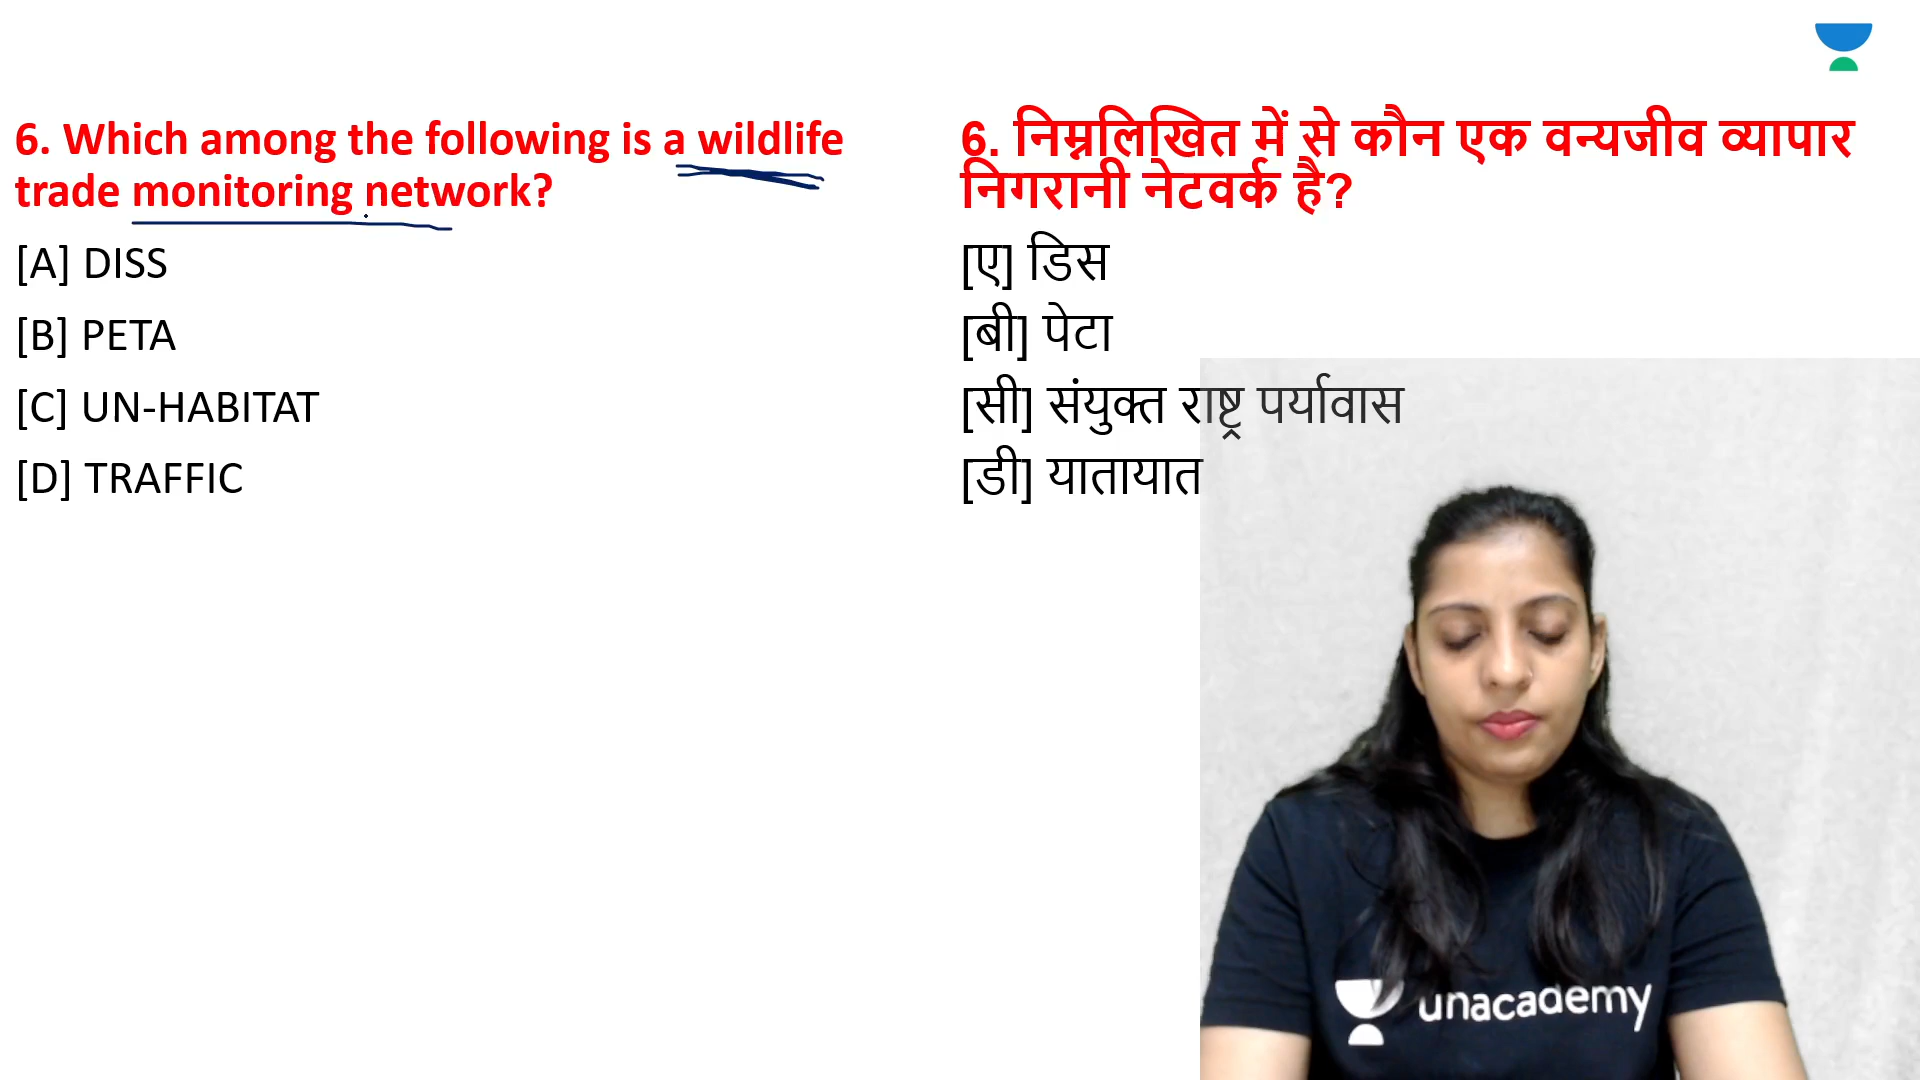 6. Which among the following is a wildlife
trade monitoring network?
[A] DISS
[B] PETA
[C] UN-HABITAT
[D] TRAFFIC
6. निम्नलिखित में से कौन एक वन्यजीव व्यापार
निगरानी नेटवर्क है?
[ए] डिस
[बी] पेटा
[सी] संयुक्त राष्ट्र पर्यावास
[डी] यातायात
unacademy